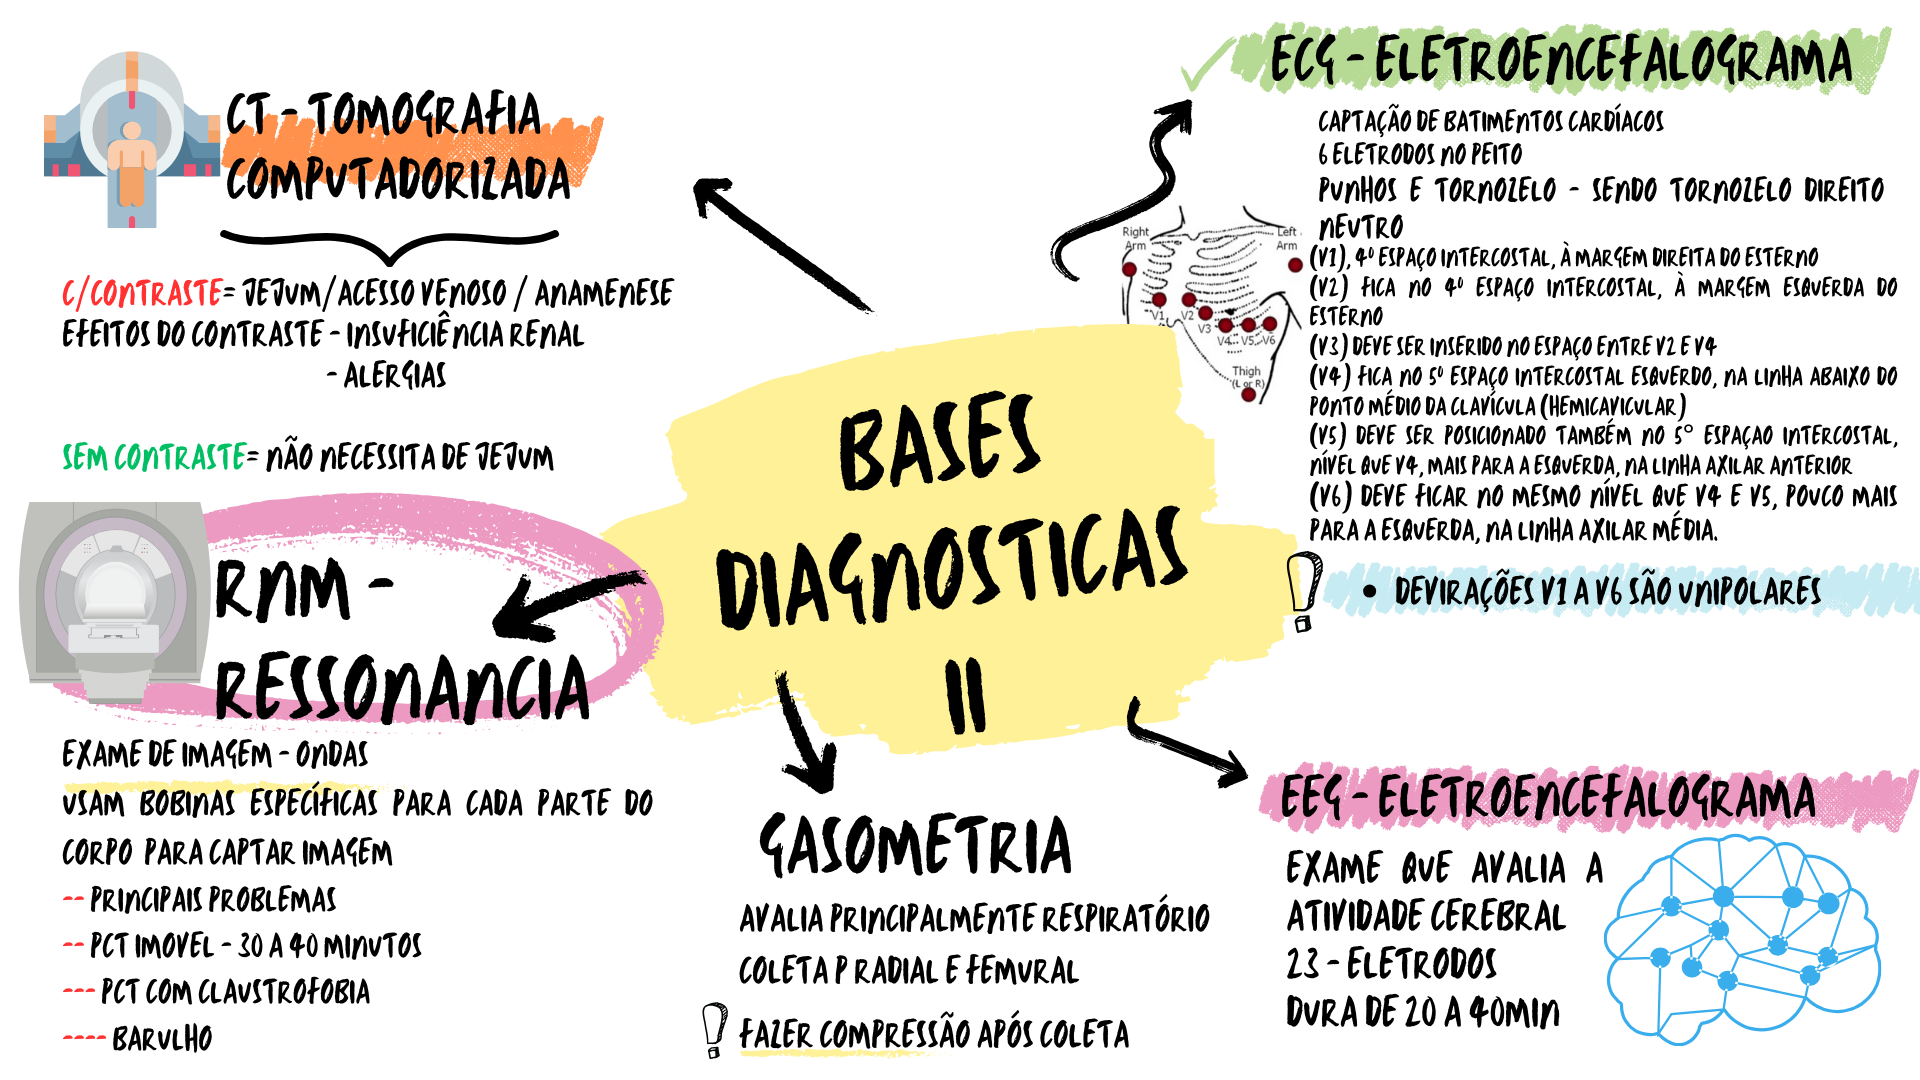 BASES
DIAGNOSTICAS
II
CT - TOMOGRAFIA
COMPUTADORIZADA
C/CONTRASTE= JEJUM/ACESSO VENOSO / ANAMENESE
EFEITOS DO CONTRASTE - INSUFICIÊNCIA RENAL
- ALERGIAS
SEM CONTRASTE= NÃO NECESSITA DE JEJUM
RNM -
RESSONANCIA
EXAME DE IMAGEM - ONDAS
USAM BOBINAS ESPECÍFICAS PARA CADA PARTE DO
CORPO PARA CAPTAR IMAGEM
-- PRINCIPAIS PROBLEMAS
-- PCT IMOVEL - 30 A 40 MINUTOS
--- PCT COM CLAUSTROFOBIA
---- BARULHO
GASOMETRIA
AVALIA PRINCIPALMENTE RESPIRATÓRIO
COLETA P RADIAL E FEMURAL
! FAZER COMPRESSÃO APÓS COLETA
ECG - ELETROENCEFALOGRAMA
CAPTAÇÃO DE BATIMENTOS CARDÍACOS
6 ELETRODOS NO PEITO
PUNHOS E TORNOZELO - SENDO TORNOZELO DIREITO
NEUTRO
(V1), 4º ESPAÇO INTERCOSTAL, À MARGEM DIREITA DO ESTERNO
(V2) FICA NO 4º ESPAÇO INTERCOSTAL, À MARGEM ESQUERDA DO
ESTERNO
(V3) DEVE SER INSERIDO NO ESPAÇO ENTRE V2 E V4
(V4) FICA NO 5º ESPAÇO INTERCOSTAL ESQUERDO, NA LINHA ABAIXO DO
PONTO MÉDIO DA CLAVÍCULA (HEMICAVICULAR)
(V5) DEVE SER POSICIONADO TAMBÉM NO 5° ESPAÇAO INTERCOSTAL,
NÍVEL QUE V4, MAIS PARA A ESQUERDA, NA LINHA AXILAR ANTERIOR
(V6) DEVE FICAR NO MESMO NÍVEL QUE V4 E V5, POUCO MAIS
PARA A ESQUERDA, NA LINHA AXILAR MÉDIA.
! • DEVIRAÇÕES V1 A V6 SÃO UNIPOLARES
Right
Arm
Left
Arm
V1
V2
V3
V4
V5
V6
Thigh
(L or R)
EEG - ELETROENCEFALOGRAMA
EXAME QUE AVALIA A
ATIVIDADE CEREBRAL
23 - ELETRODOS
DURA DE 20 A 40MIN